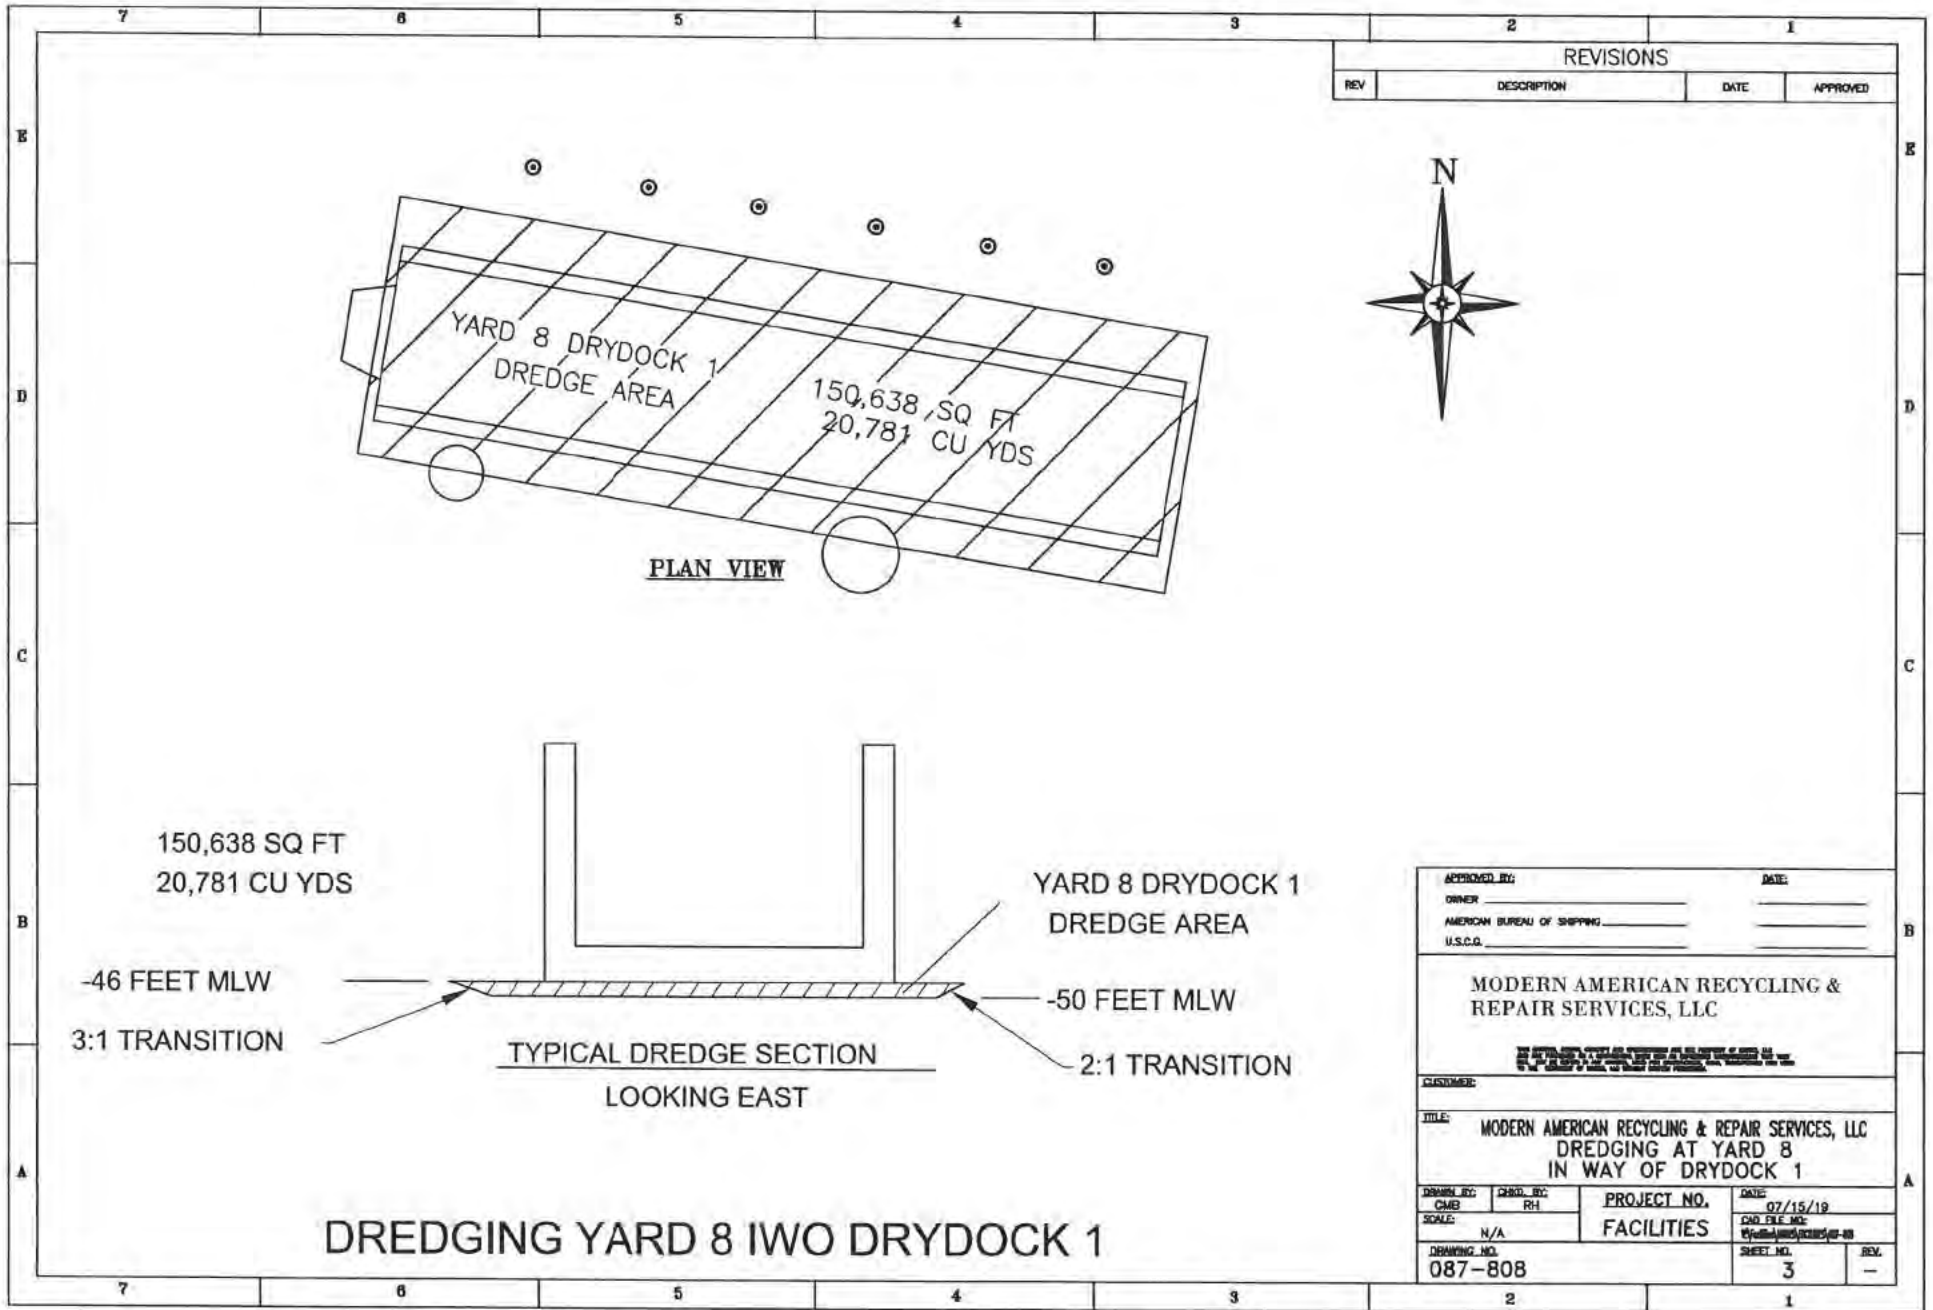 7 6 5 4 3 2 1
REVISIONS
REV DESCRIPTION DATE APPROVED
E E
N
YARD 8 DRYDOCK 1
DREDGE AREA
150,638 SQ FT
20,781 CU YDS
D D
PLAN VIEW
C C
150,638 SQ FT
20,781 CU YDS
YARD 8 DRYDOCK 1
DREDGE AREA
B B
-46 FEET MLW
-50 FEET MLW
3:1 TRANSITION
2:1 TRANSITION
TYPICAL DREDGE SECTION
LOOKING EAST
APPROVED BY: DATE:
OWNER
AMERICAN BUREAU OF SHIPPING
U.S.C.G.
MODERN AMERICAN RECYCLING &
REPAIR SERVICES, LLC
CUSTOMER:
TITLE: MODERN AMERICAN RECYCLING & REPAIR SERVICES, LLC
DREDGING AT YARD 8
IN WAY OF DRYDOCK 1
A A
DRAWN BY: CHKD. BY: PROJECT NO. DATE:
CMB RH 07/15/19
SCALE: FACILITIES CAD FILE NO:
N/A
DRAWING NO. SHEET NO. REV.
087-808 3 -
DREDGING YARD 8 IWO DRYDOCK 1
7 6 5 4 3 2 1